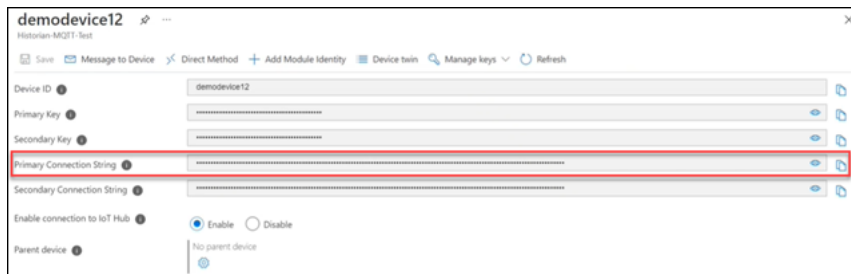 demodevice12
Historian-MQTT-Test
Save Message to Device Direct Method Add Module Identity Device twin Manage keys Refresh
Device ID demodevice12
Primary Key
Secondary Key
Primary Connection String
Secondary Connection String
Enable connection to IoT Hub Enable Disable
Parent device No parent device